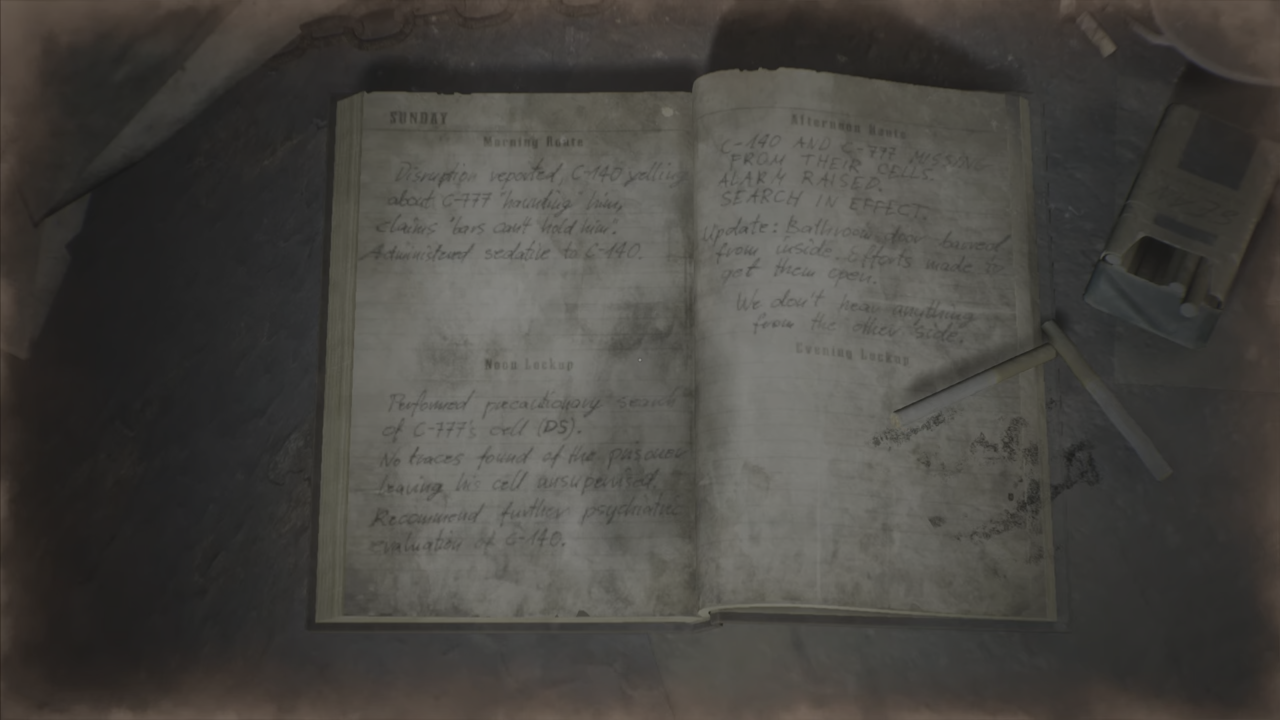 SUNDAY
Morning Route
Disruption reported, C-140 yelling
about C-777 "haunting" him,
claims "bars can't hold him".
Administered sedative to C-140.
Noon Lockup
Performed precautionary search
of C-777's cell (DS).
No traces found of the prisoner
leaving his cell unsupervised.
Recommend further psychiatric
evaluation of C-140.
Afternoon Route
C-140 AND C-777 MISSING
FROM THEIR CELLS.
ALARM RAISED.
SEARCH IN EFFECT.
Update: Bathroom door barred
from inside. Efforts made to
get them open.
We don't hear anything
from the other side.
Evening Lockup